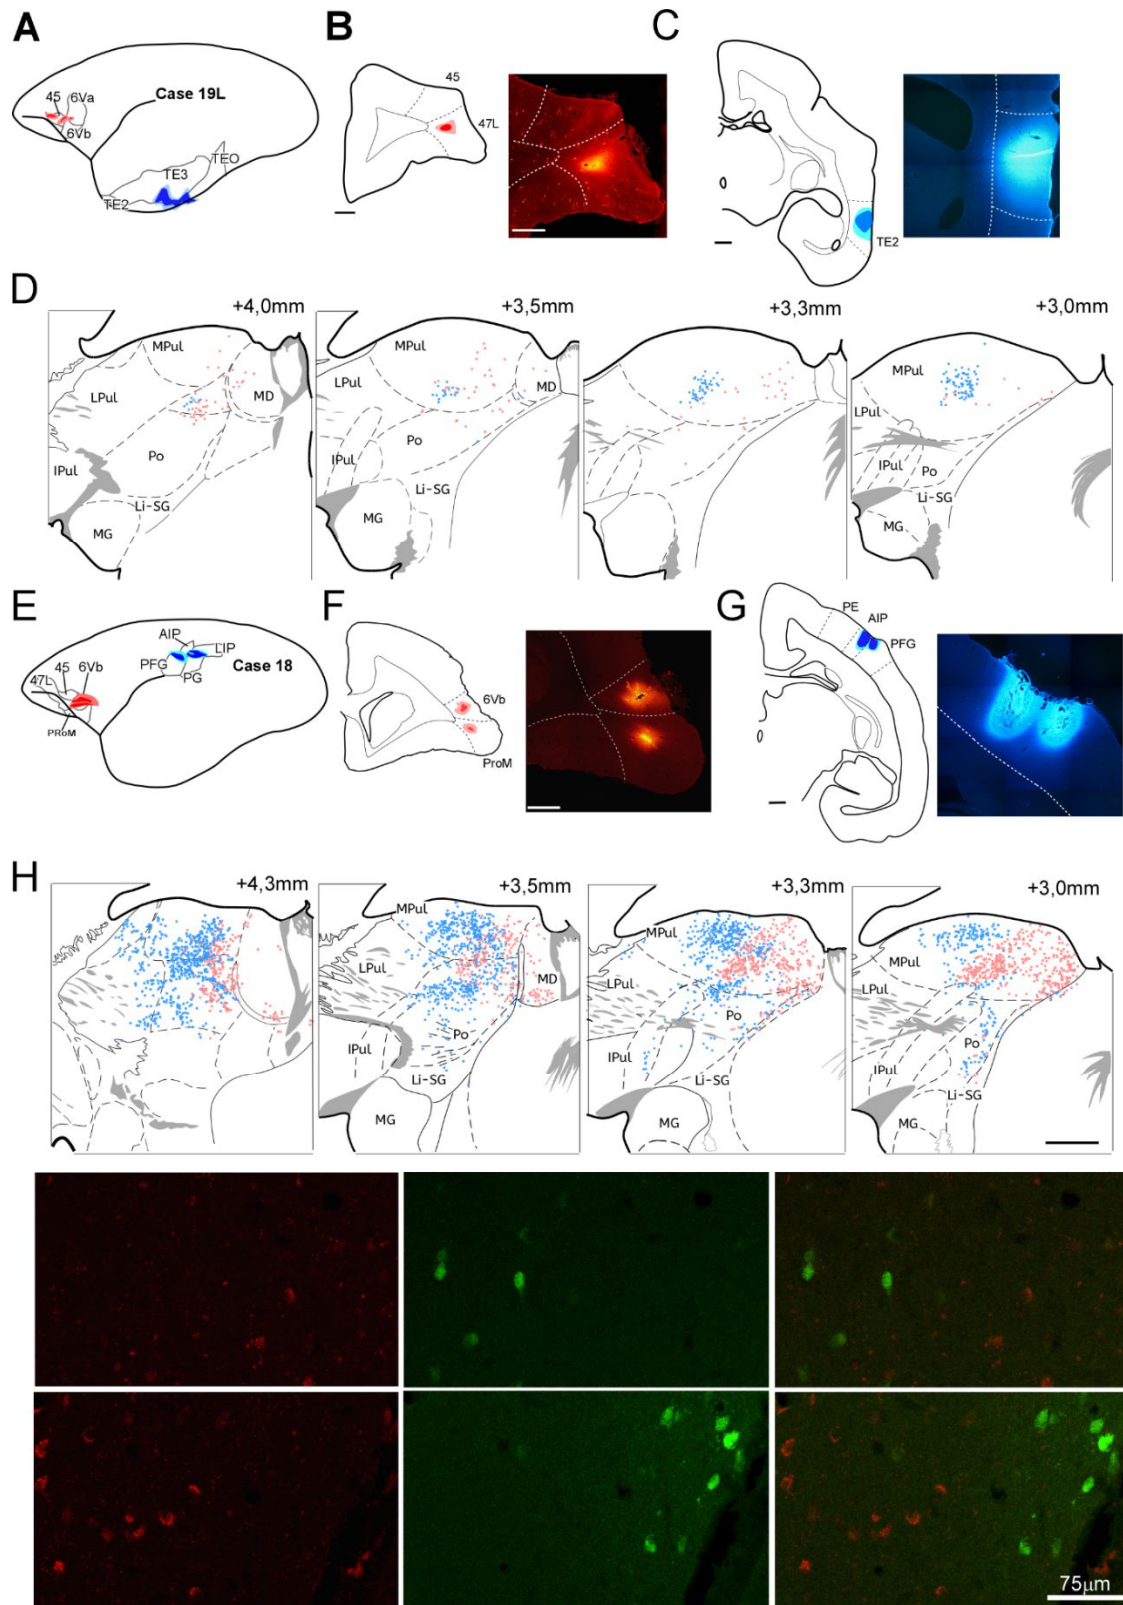 A
B
C
45
6Va
6Vb
Case 19L
TEO
TE3
TE2
45
47L
TE2
D
+4,0mm
+3,5mm
+3,3mm
+3,0mm
MPul
LPul
MD
Po
IPul
Li-SG
MG
MPul
LPul
MD
Po
IPul
Li-SG
MG
MPul
LPul
IPul
Po
Li-SG
MG
E
F
G
AIP
LIP
PFG
PG
Case 18
45
6Vb
47L
PRoM
6Vb
ProM
PE
AIP
PFG
H
+4,3mm
+3,5mm
+3,3mm
+3,0mm
MPul
LPul
MD
Po
IPul
Li-SG
MG
MPul
LPul
Po
IPul
Li-SG
MG
MPul
LPul
Po
IPul
Li-SG
MG
75µm